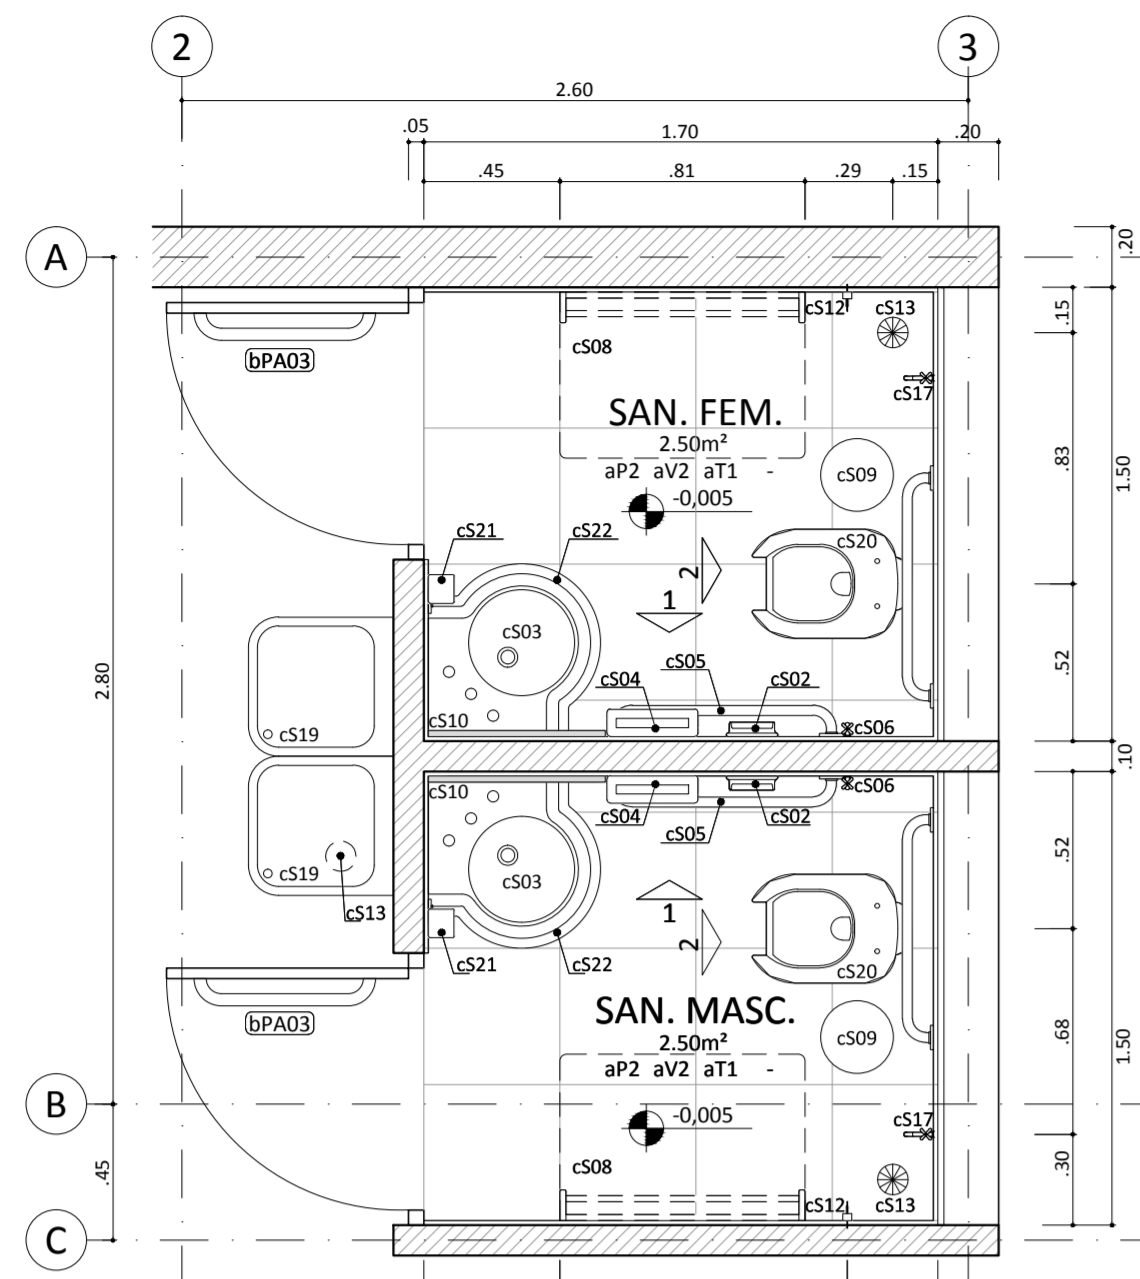 2
3
2.60
.05
1.70
.20
.45
.81
.29
.15
A
.20
cS12
cS13
.15
bPA03
cS08
cS17
SAN. FEM.
2.50m²
aP2 aV2 aT1 -
.83
1.50
cS09
-0,005
cS21
cS22
cS20
2
1
cS03
2.80
cS05
.52
cS04
cS02
cS10
cS06
cS19
.10
cS10
cS06
cS04
cS02
cS05
.52
cS19
cS03
cS13
1
2
cS21
cS22
cS20
SAN. MASC.
bPA03
2.50m²
cS09
.68
1.50
aP2 aV2 aT1 -
B
-0,005
cS17
.45
cS08
.30
cS12
cS13
C